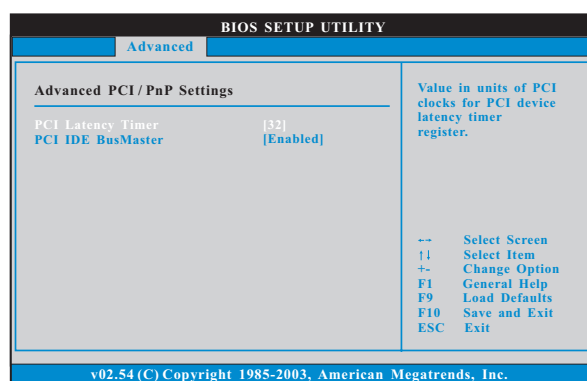 BIOS SETUP UTILITY
Advanced
Advanced PCI / PnP Settings
PCI Latency Timer [32]
PCI IDE BusMaster [Enabled]
Value in units of PCI
clocks for PCI device
latency timer
register.
←→ Select Screen
↑↓ Select Item
+- Change Option
F1 General Help
F9 Load Defaults
F10 Save and Exit
ESC Exit
v02.54 (C) Copyright 1985-2003, American Megatrends, Inc.